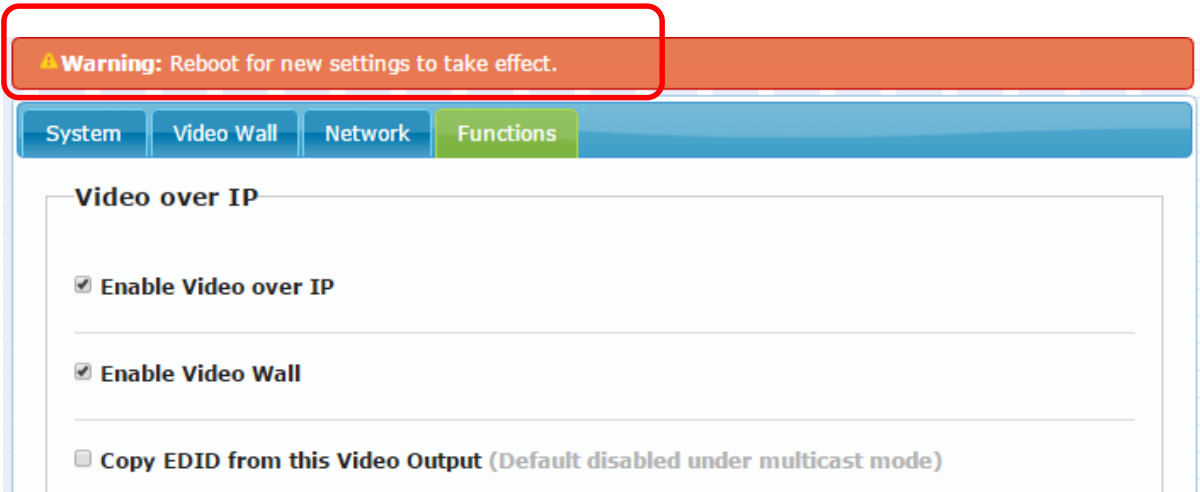 Warning: Reboot for new settings to take effect.
System Video Wall Network Functions
Video over IP
Enable Video over IP
Enable Video Wall
Copy EDID from this Video Output (Default disabled under multicast mode)